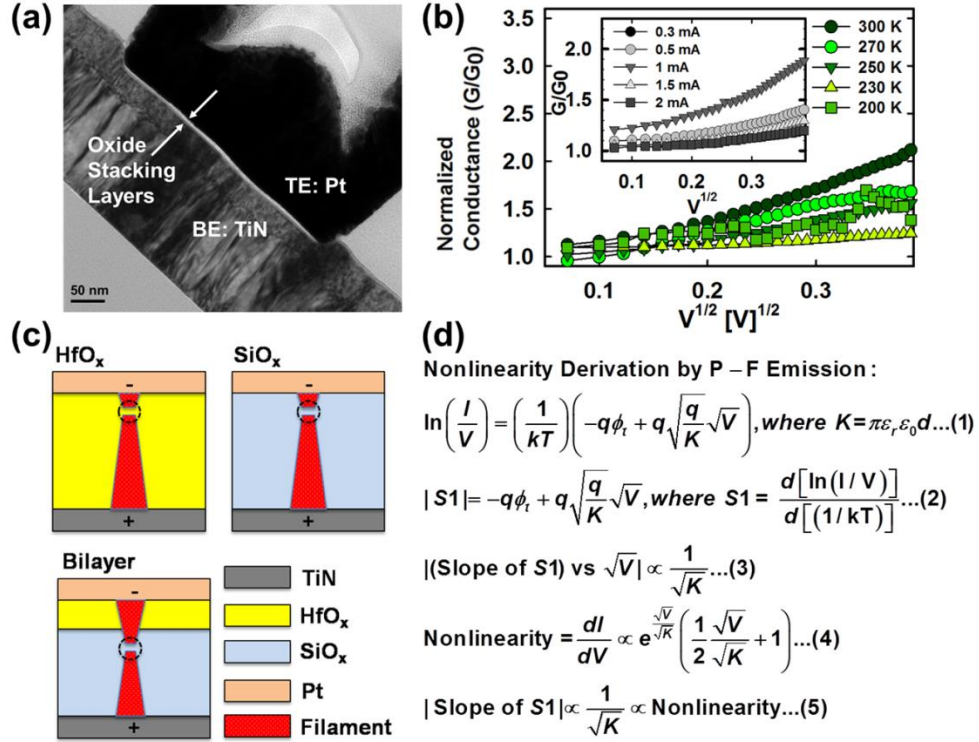 (a)
Oxide
Stacking
Layers
TE: Pt
BE: TiN
50 nm
(b)
Normalized
Conductance (G/G0)
3.5
3.0
2.5
2.0
1.5
1.0
0.1
0.2
0.3
V^1/2 [V]^1/2
300 K
270 K
250 K
230 K
200 K
G/G0
2.0
1.5
1.0
0.1
0.2
0.3
V^1/2
0.3 mA
0.5 mA
1 mA
1.5 mA
2 mA
(c)
HfOₓ
-
+
SiOₓ
-
+
Bilayer
-
+
TiN
HfOₓ
SiOₓ
Pt
Filament
(d)
Nonlinearity Derivation by P – F Emission :
ln(I/V) = (1/kT)(-qϕₜ + q√(q/K)√V), where K=πεᵣε₀d...(1)
|S1|= -qϕₜ + q√(q/K)√V, where S1 = d[ln(I/V)]/d[(1/kT)]...(2)
|(Slope of S1) vs √V| ∝ 1/√K...(3)
Nonlinearity = dI/dV ∝ e^(√V/√K)(1/2 √V/√K + 1)...(4)
|Slope of S1|∝ 1/√K ∝ Nonlinearity...(5)